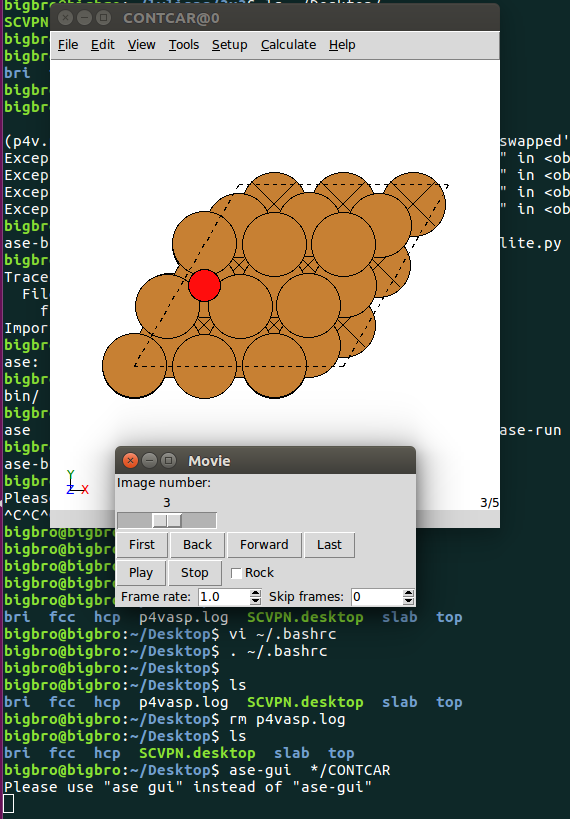 bigbro
SCVPN.
bigbro
bigbro
bri
bigbro
bigbro
(p4v. swapped'
Excep " in <ob
Excep " in <ob
Excep " in <ob
Excep " in <ob
bigbro
ase-b lite.py
bigbro
Trace
File
f
Impor
bigbro
ase:
bigbro
bin/
bigbro
ase ase-run
bigbro
ase-b
bigbro
Pleas
^C^C^
CONTCAR@0
File Edit View Tools Setup Calculate Help
Y
Z X
3/5
Movie
Image number:
3
First Back Forward Last
Play Stop Rock
Frame rate: 1.0 Skip frames: 0
bigbro@bigbro
bigbro@bigbro
bigbro@bigbro
bigbro@bigbro
bigbro@bigbro
bri fcc hcp p4vasp.log SCVPN.desktop slab top
bigbro@bigbro:~/Desktop$ vi ~/.bashrc
bigbro@bigbro:~/Desktop$ . ~/.bashrc
bigbro@bigbro:~/Desktop$
bigbro@bigbro:~/Desktop$ ls
bri fcc hcp p4vasp.log SCVPN.desktop slab top
bigbro@bigbro:~/Desktop$ rm p4vasp.log
bigbro@bigbro:~/Desktop$ ls
bri fcc hcp SCVPN.desktop slab top
bigbro@bigbro:~/Desktop$ ase-gui */CONTCAR
Please use "ase gui" instead of "ase-gui"